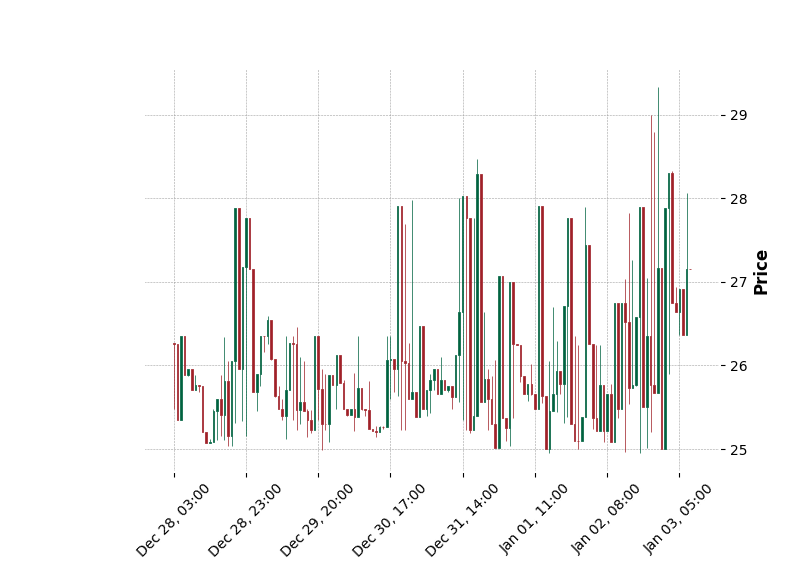 29
28
27
26
25
Price
Dec 28, 03:00
Dec 28, 23:00
Dec 29, 20:00
Dec 30, 17:00
Dec 31, 14:00
Jan 01, 11:00
Jan 02, 08:00
Jan 03, 05:00